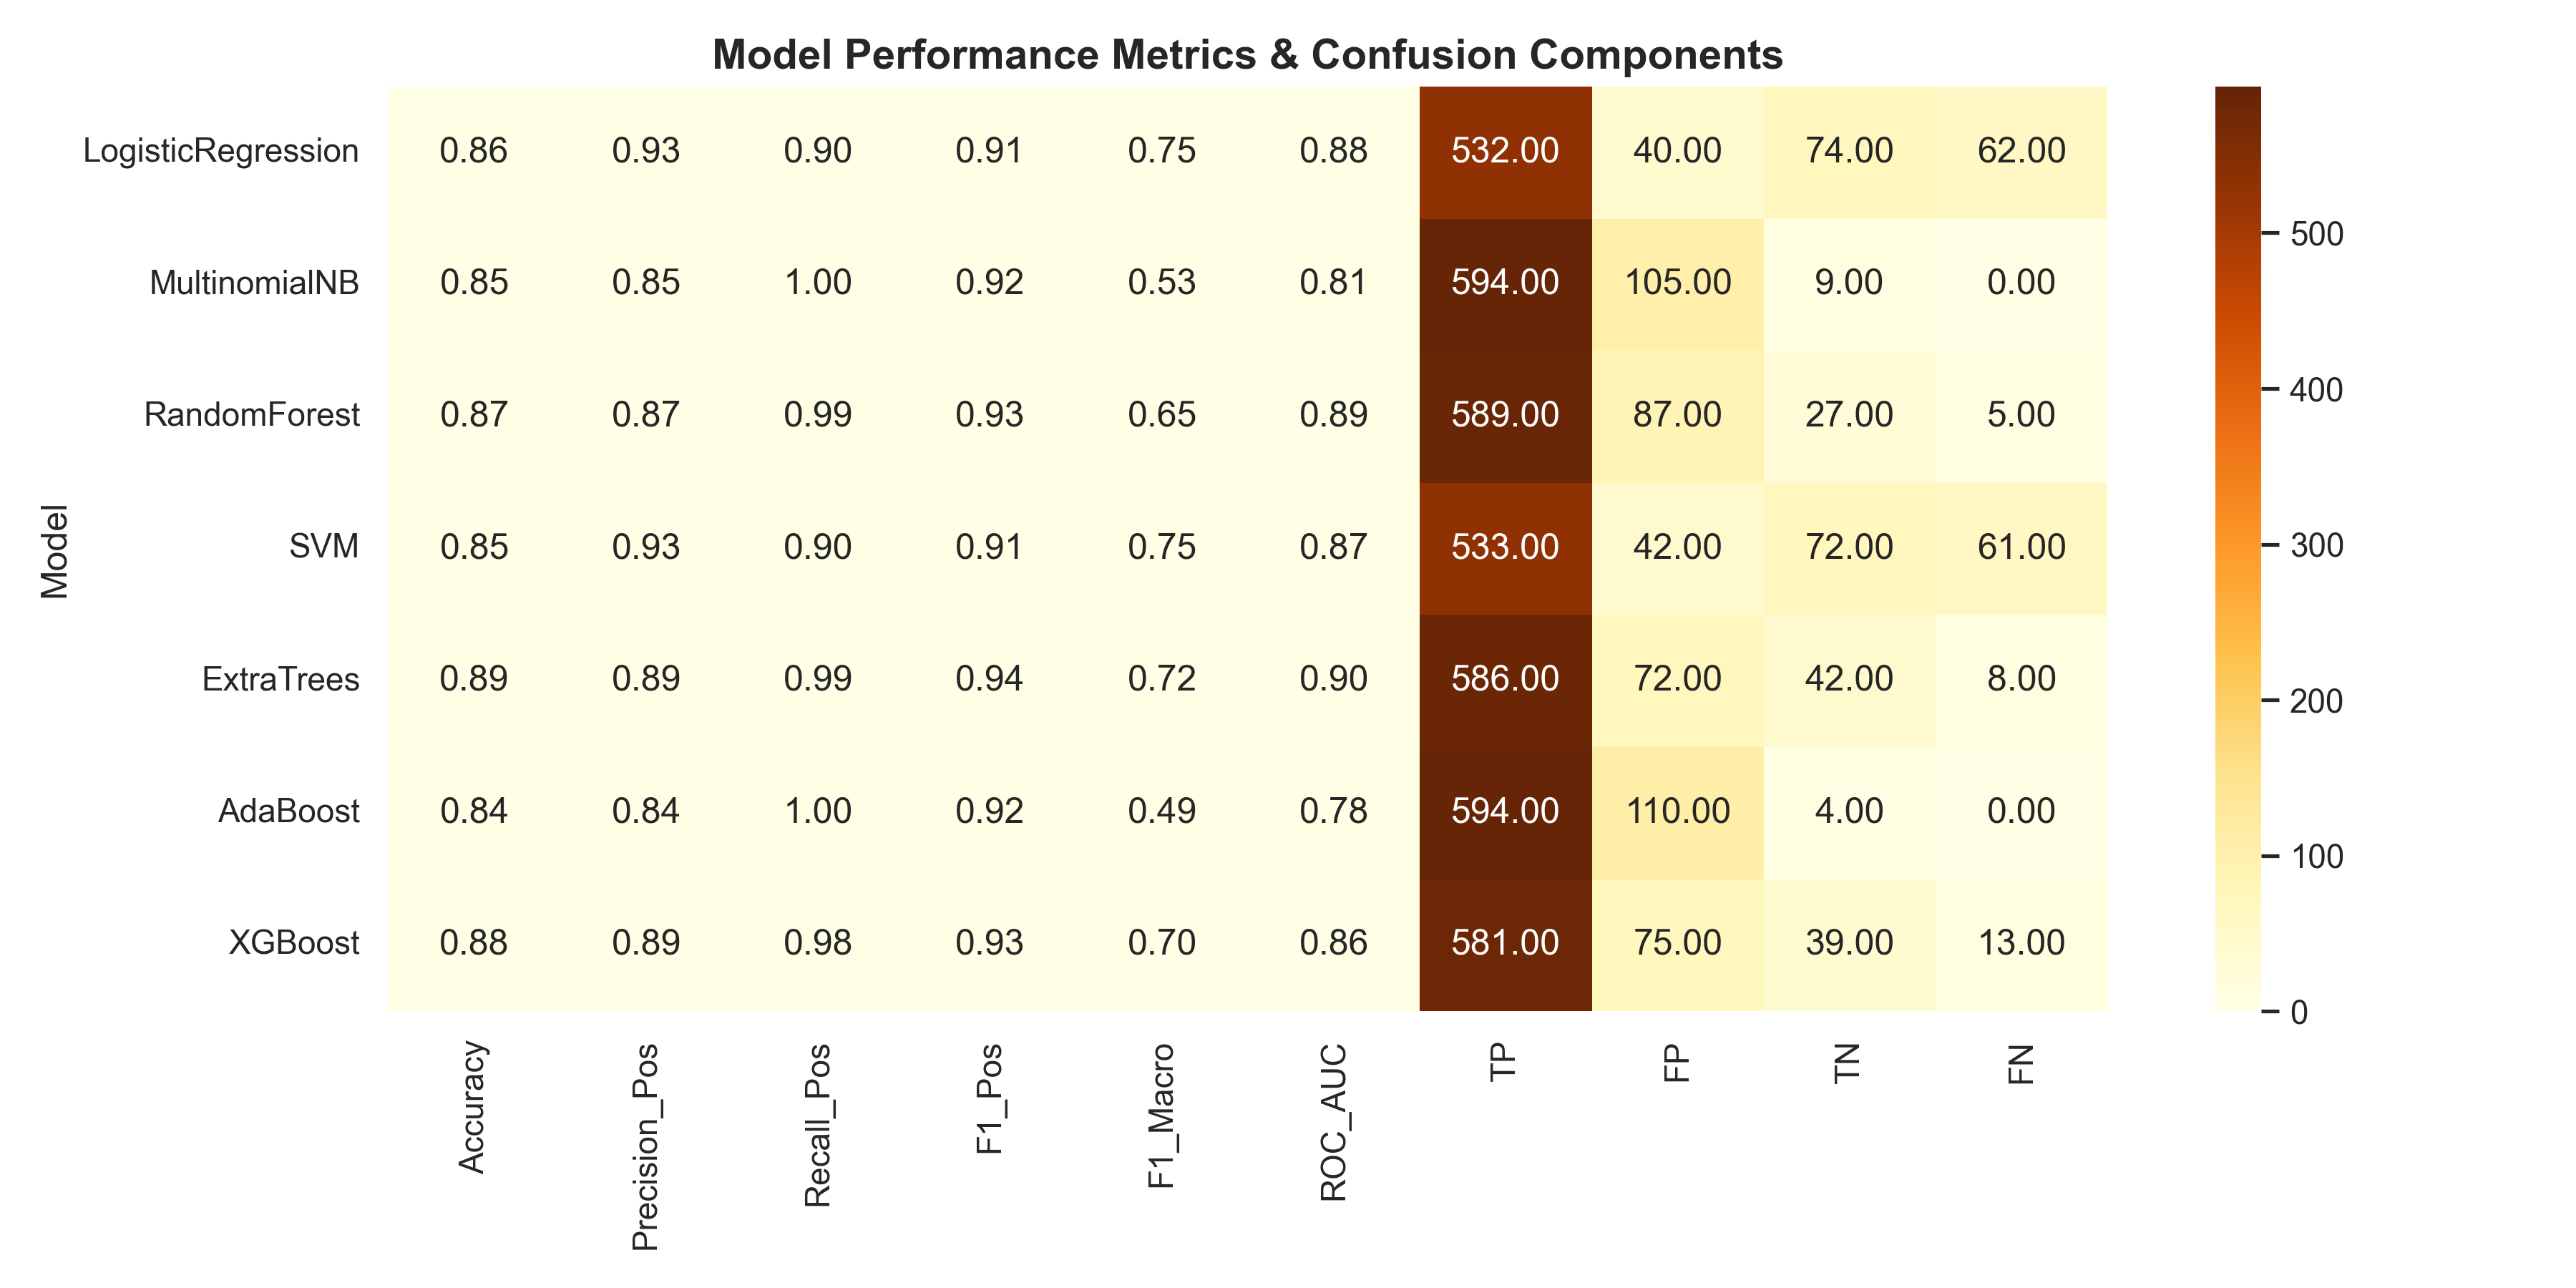 Model Performance Metrics & Confusion Components
LogisticRegression 0.86 0.93 0.90 0.91 0.75 0.88 532.00 40.00 74.00 62.00
MultinomialNB 0.85 0.85 1.00 0.92 0.53 0.81 594.00 105.00 9.00 0.00
RandomForest 0.87 0.87 0.99 0.93 0.65 0.89 589.00 87.00 27.00 5.00
SVM 0.85 0.93 0.90 0.91 0.75 0.87 533.00 42.00 72.00 61.00
ExtraTrees 0.89 0.89 0.99 0.94 0.72 0.90 586.00 72.00 42.00 8.00
AdaBoost 0.84 0.84 1.00 0.92 0.49 0.78 594.00 110.00 4.00 0.00
XGBoost 0.88 0.89 0.98 0.93 0.70 0.86 581.00 75.00 39.00 13.00
Model
Accuracy Precision_Pos Recall_Pos F1_Pos F1_Macro ROC_AUC TP FP TN FN
500
400
300
200
100
0